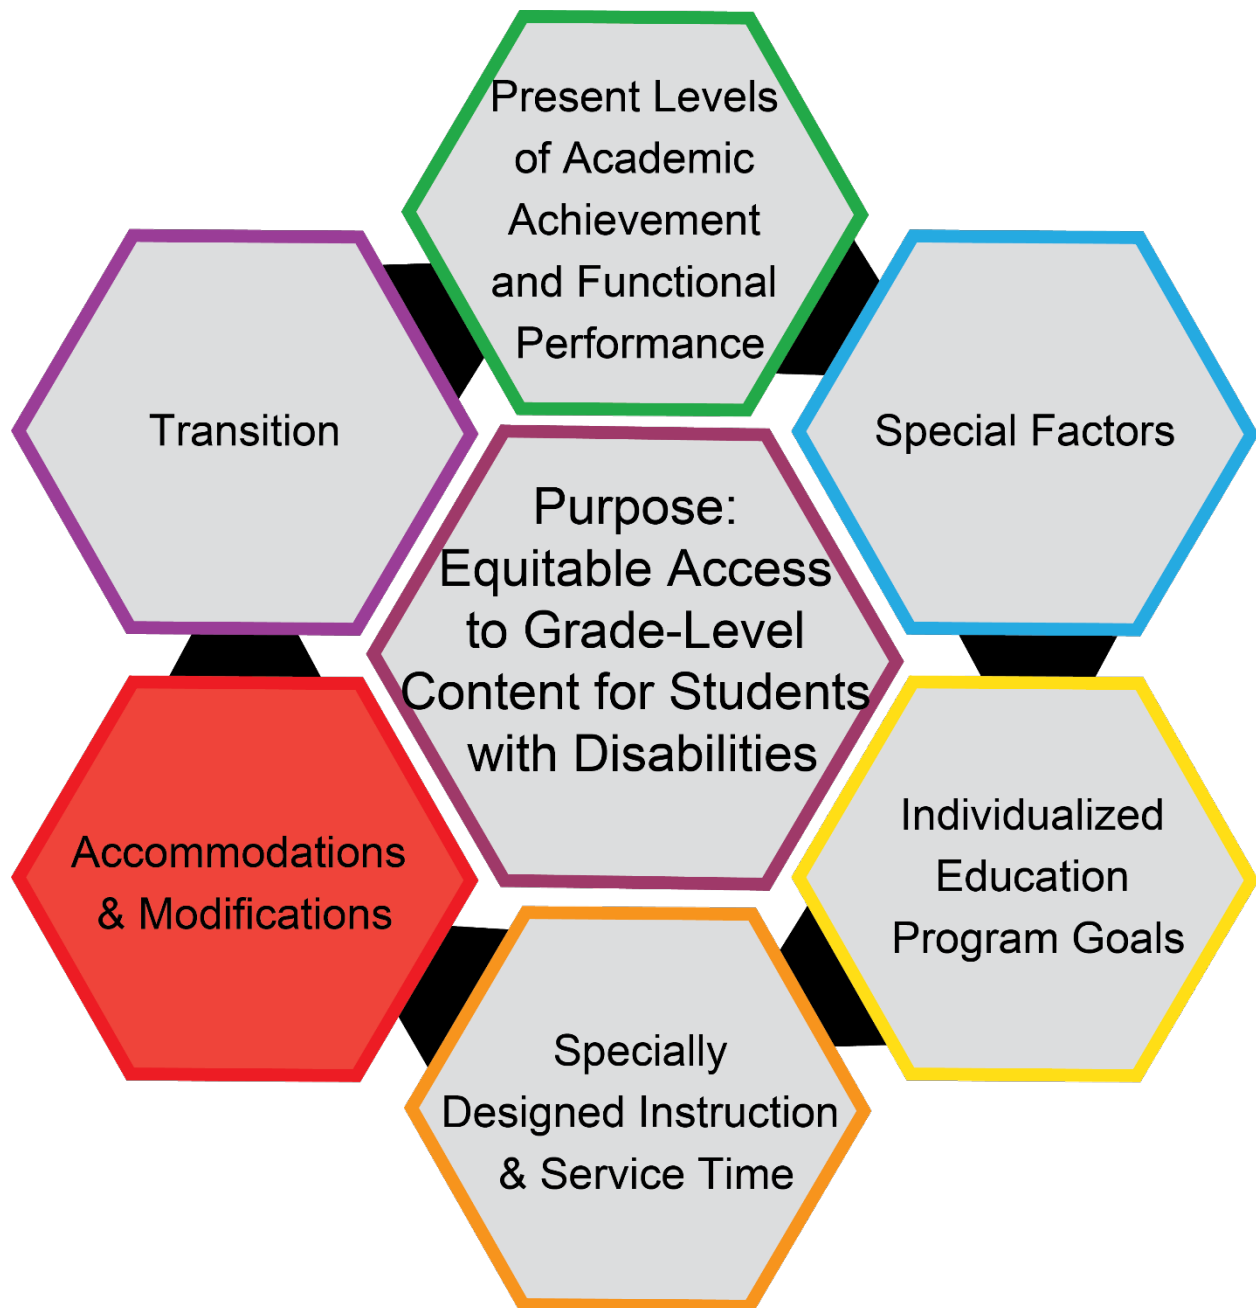 Present Levels
of Academic
Achievement
and Functional
Performance
Transition
Special Factors
Purpose:
Equitable Access
to Grade-Level
Content for Students
with Disabilities
Accommodations
& Modifications
Individualized
Education
Program Goals
Specially
Designed Instruction
& Service Time